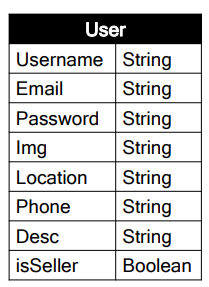 User
Username String
Email String
Password String
Img String
Location String
Phone String
Desc String
isSeller Boolean